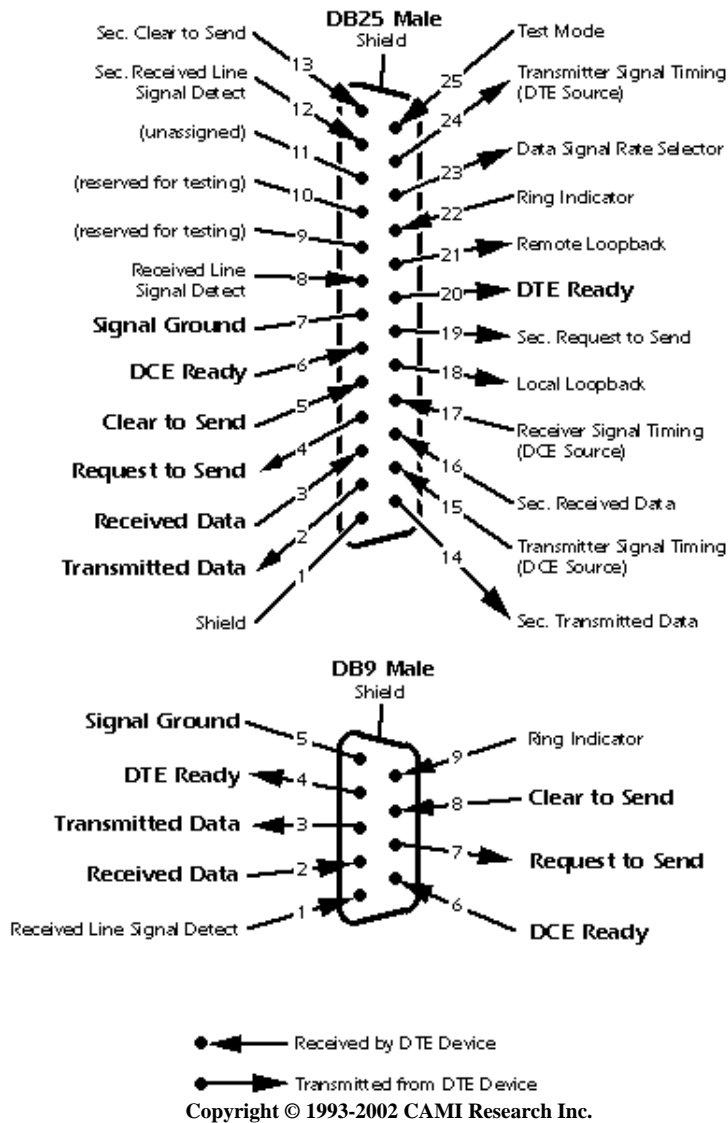 DB25 Male
Shield
Sec. Clear to Send
13
Sec. Received Line
Signal Detect
12
(unassigned)
11
(reserved for testing)
10
(reserved for testing)
9
Received Line
Signal Detect
8
Signal Ground
7
DCE Ready
6
Clear to Send
5
Request to Send
4
Received Data
3
Transmitted Data
2
Shield
1
Test Mode
25
Transmitter Signal Timing
(DTE Source)
24
Data Signal Rate Selector
23
Ring Indicator
22
Remote Loopback
21
DTE Ready
20
Sec. Request to Send
19
Local Loopback
18
Receiver Signal Timing
(DCE Source)
17
Sec. Received Data
16
Transmitter Signal Timing
(DCE Source)
15
Sec. Transmitted Data
14
DB9 Male
Shield
Signal Ground
5
DTE Ready
4
Transmitted Data
3
Received Data
2
Received Line Signal Detect
1
Ring Indicator
9
Clear to Send
8
Request to Send
7
DCE Ready
6
Received by DTE Device
Transmitted from DTE Device
Copyright © 1993-2002 CAMI Research Inc.